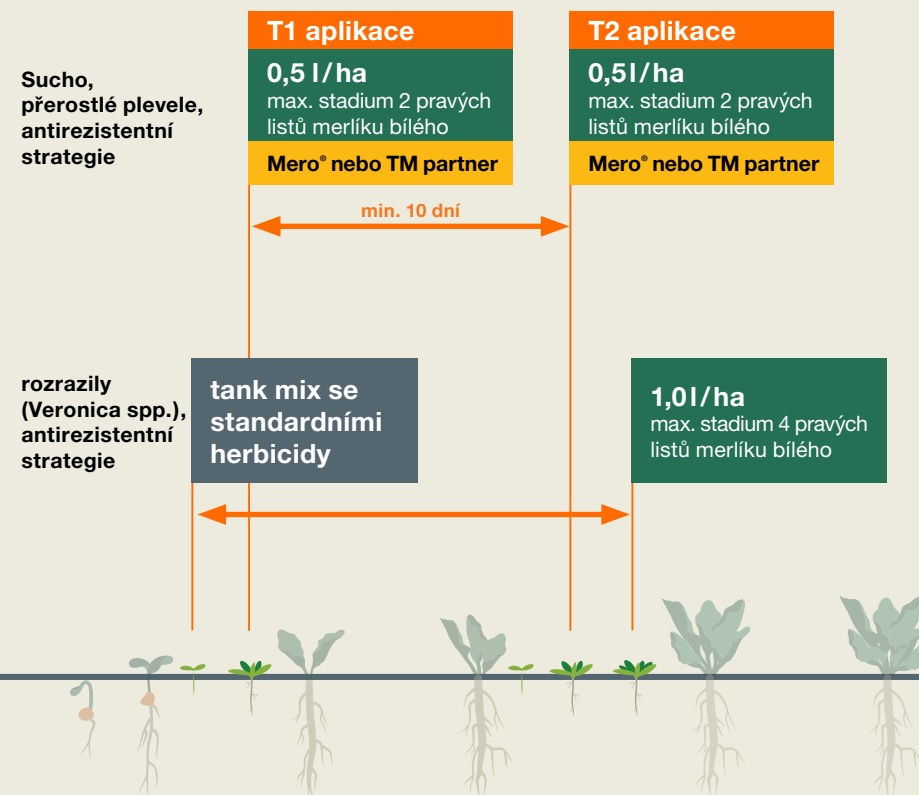 Sucho,
přerostlé plevele,
antirezistentní
strategie
T1 aplikace
0,5 l/ha
max. stadium 2 pravých
listů merlíku bílého
Mero® nebo TM partner
T2 aplikace
0,5 l/ha
max. stadium 2 pravých
listů merlíku bílého
Mero® nebo TM partner
min. 10 dní
rozrazily
(Veronica spp.),
antirezistentní
strategie
tank mix se
standardními
herbicidy
1,0 l/ha
max. stadium 4 pravých
listů merlíku bílého